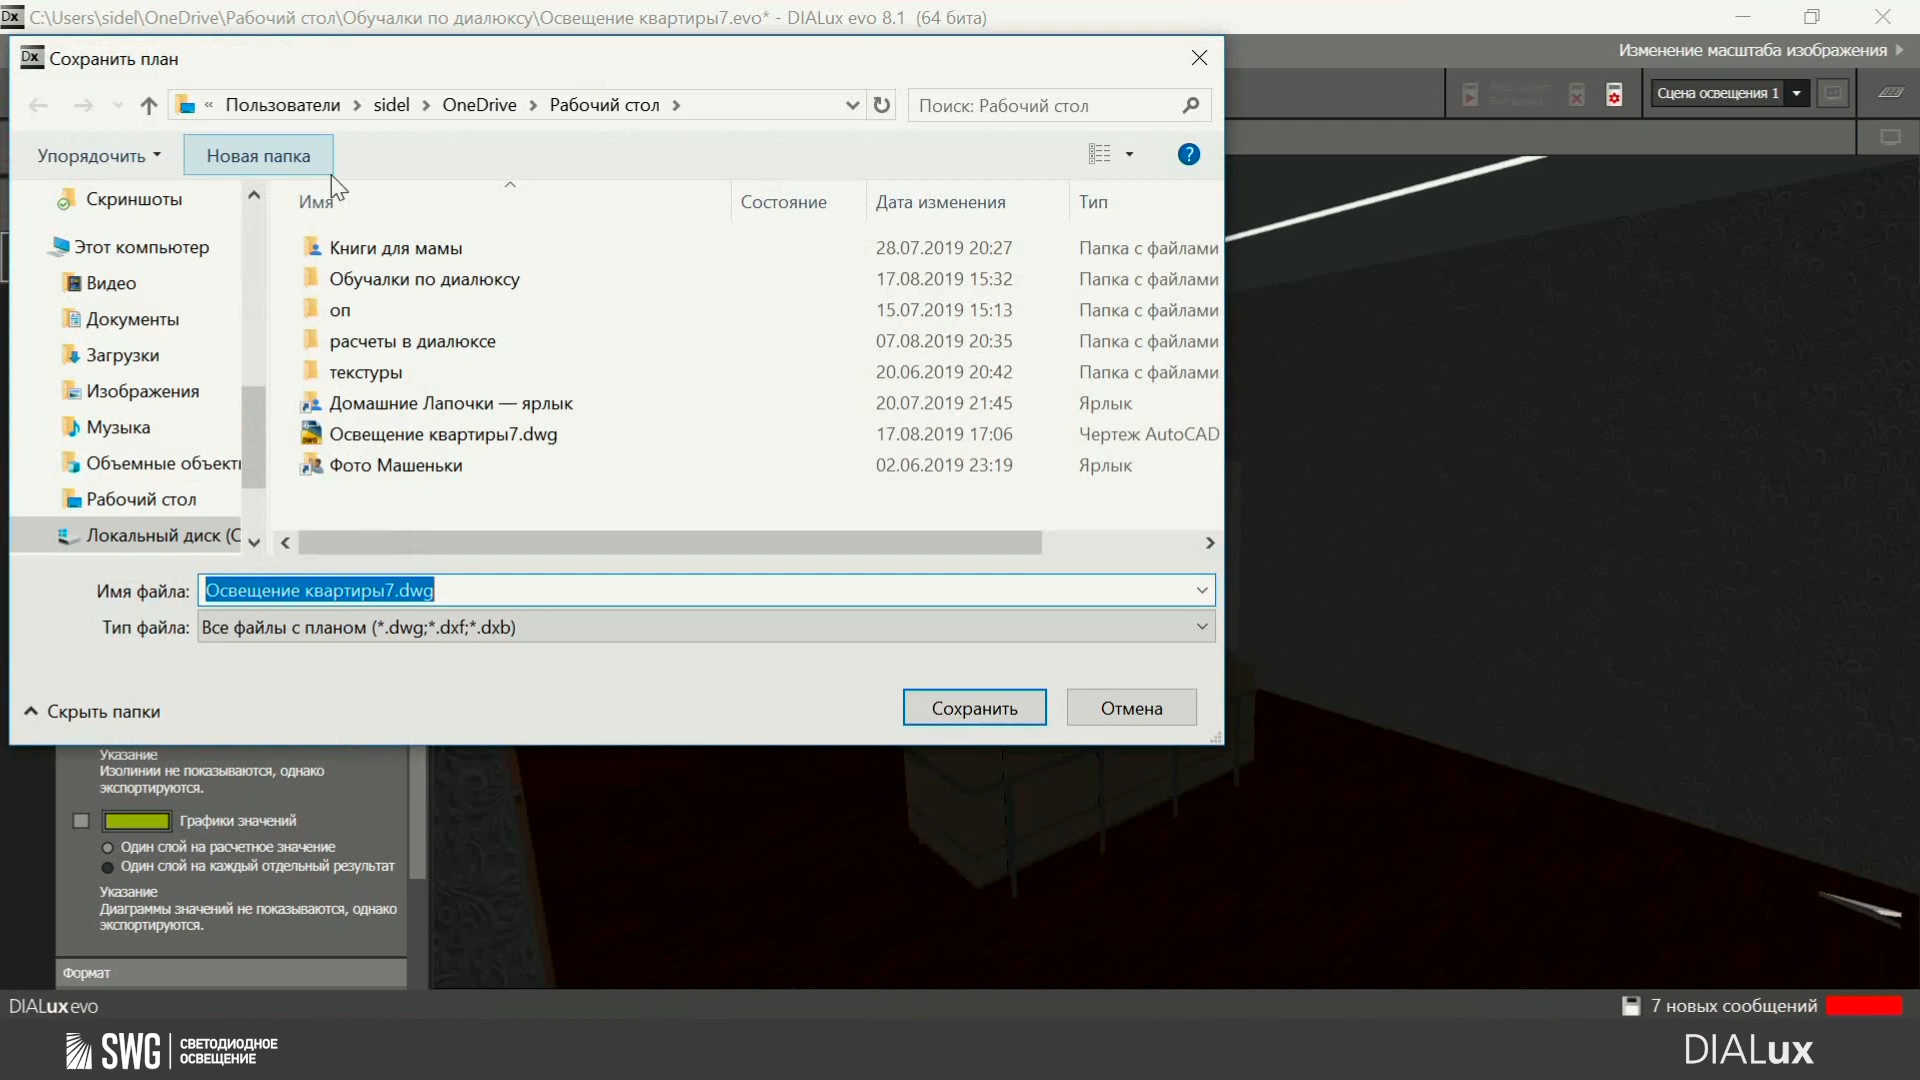 C:\Users\sidel\OneDrive\Рабочий стол\Обучалки по диалюксу\Освещение квартиры7.evo* - DIALux evo 8.1 (64 бита)
Изменение масштаба изображения
Dx Сохранить план
« Пользователи › sidel › OneDrive › Рабочий стол ›
Поиск: Рабочий стол
Сцена освещения 1
Упорядочить
Новая папка
Скриншоты
Этот компьютер
Видео
Документы
Загрузки
Изображения
Музыка
Объемные объект
Рабочий стол
Локальный диск (C
Имя Состояние Дата изменения Тип
Книги для мамы 28.07.2019 20:27 Папка с файлами
Обучалки по диалюксу 17.08.2019 15:32 Папка с файлами
оп 15.07.2019 15:13 Папка с файлами
расчеты в диалюксе 07.08.2019 20:35 Папка с файлами
текстуры 20.06.2019 20:42 Папка с файлами
Домашние Лапочки — ярлык 20.07.2019 21:45 Ярлык
Освещение квартиры7.dwg 17.08.2019 17:06 Чертеж AutoCAD
Фото Машеньки 02.06.2019 23:19 Ярлык
Имя файла: Освещение квартиры7.dwg
Тип файла: Все файлы с планом (*.dwg;*.dxf;*.dxb)
Скрыть папки
Сохранить
Отмена
Указание
Изолинии не показываются, однако
экспортируются.
Графики значений
Один слой на расчетное значение
Один слой на каждый отдельный результат
Указание
Диаграммы значений не показываются, однако
экспортируются.
Формат
DIALux evo
7 новых сообщений
SWG СВЕТОДИОДНОЕ
ОСВЕЩЕНИЕ
DIALux